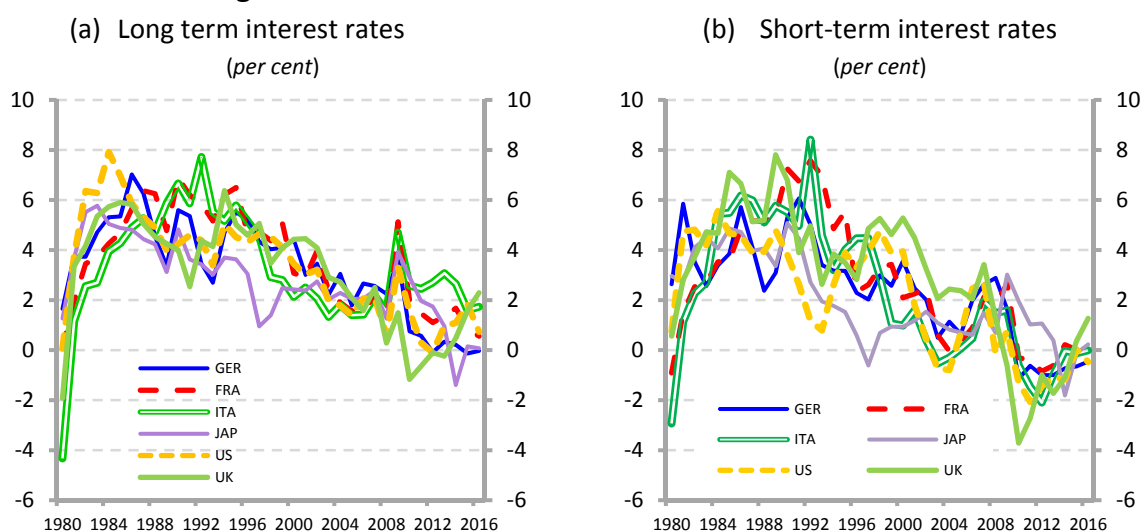 (a) Long term interest rates
(per cent)
10 10
8 8
6 6
4 4
2 2
0 0
-2 -2
-4 -4
-6 -6
GER
FRA
ITA
JAP
US
UK
1980 1984 1988 1992 1996 2000 2004 2008 2012 2016
(b) Short-term interest rates
(per cent)
10 10
8 8
6 6
4 4
2 2
0 0
-2 -2
-4 -4
-6 -6
GER FRA
ITA JAP
US UK
1980 1984 1988 1992 1996 2000 2004 2008 2012 2016